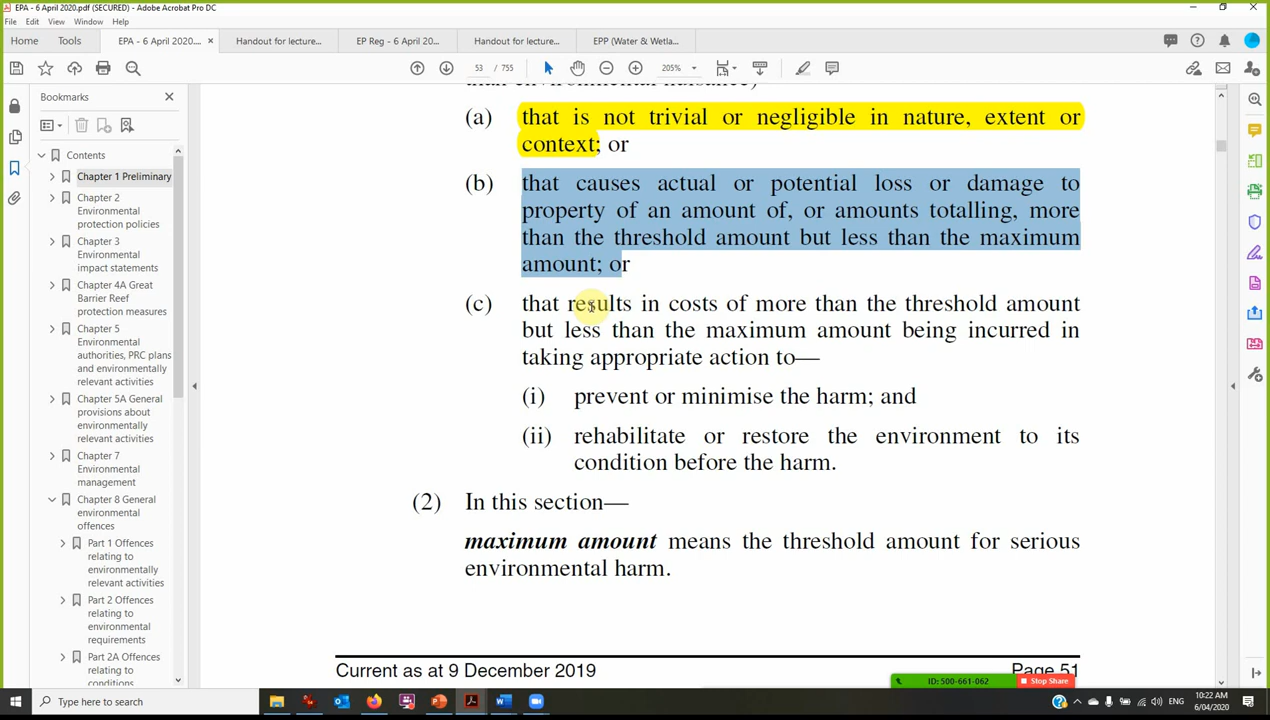 EPA - 6 April 2020.pdf (SECURED) - Adobe Acrobat Pro DC
File Edit View Window Help
Home Tools EPA - 6 April 2020.... × Handout for lecture... EP Reg - 6 April 20... Handout for lecture... EPP (Water & Wetla...
53 / 755 205%
Bookmarks ×
Contents
Chapter 1 Preliminary
Chapter 2
Environmental
protection policies
Chapter 3
Environmental
impact statements
Chapter 4A Great
Barrier Reef
protection measures
Chapter 5
Environmental
authorities, PRC plans
and environmentally
relevant activities
Chapter 5A General
provisions about
environmentally
relevant activities
Chapter 7
Environmental
management
Chapter 8 General
environmental
offences
Part 1 Offences
relating to
environmentally
relevant activities
Part 2 Offences
relating to
environmental
requirements
Part 2A Offences
relating to
conditions
than environmental nuisance)
(a) that is not trivial or negligible in nature, extent or
context; or
(b) that causes actual or potential loss or damage to
property of an amount of, or amounts totalling, more
than the threshold amount but less than the maximum
amount; or
(c) that results in costs of more than the threshold amount
but less than the maximum amount being incurred in
taking appropriate action to—
(i) prevent or minimise the harm; and
(ii) rehabilitate or restore the environment to its
condition before the harm.
(2) In this section—
maximum amount means the threshold amount for serious
environmental harm.
Current as at 9 December 2019 Page 51
ID: 500-661-062 Stop Share
Type here to search
ENG
10:22 AM
6/04/2020